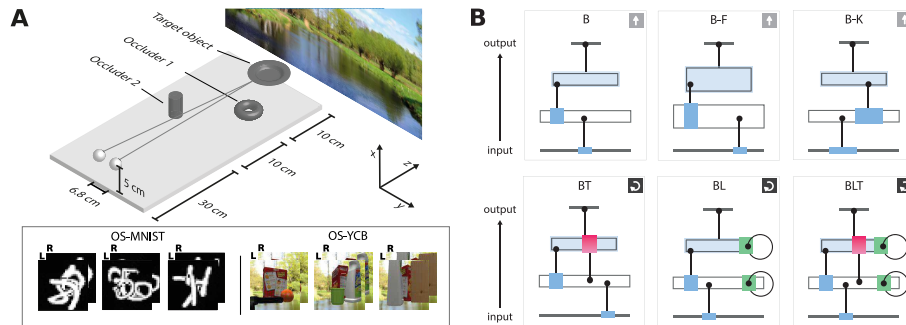 A
Target object
Occluder 1
Occluder 2
10 cm
10 cm
30 cm
5 cm
6.8 cm
x
z
y
OS-MNIST
OS-YCB
R
L
R
L
R
L
R
L
R
L
R
L
B
B
B-F
B-K
output
input
BT
BL
BLT
output
input